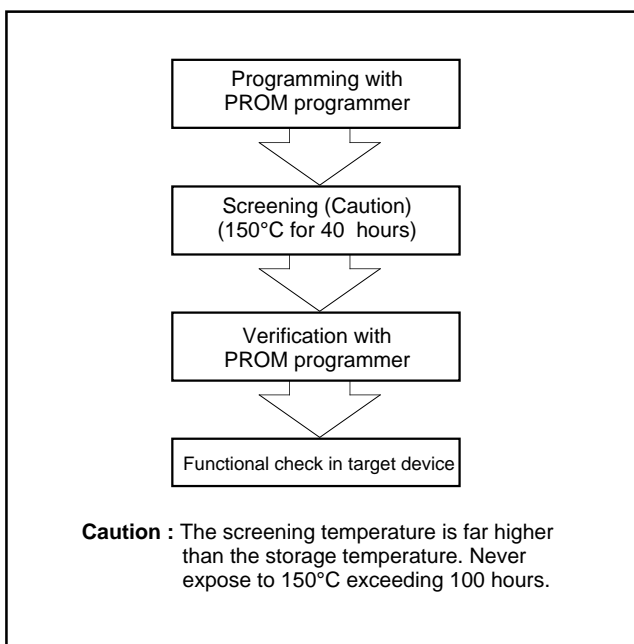 Programming with
PROM programmer
Screening (Caution)
(150°C for 40 hours)
Verification with
PROM programmer
Functional check in target device
Caution : The screening temperature is far higher
than the storage temperature. Never
expose to 150°C exceeding 100 hours.